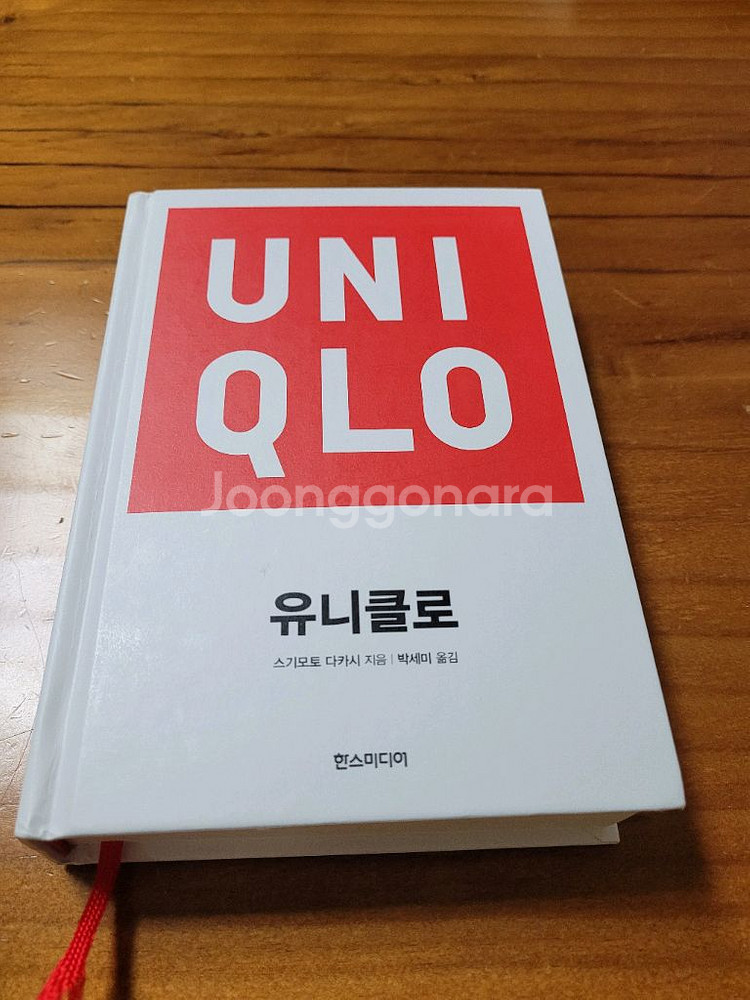 UNI
QLO
Joonggonara
유니클로
스기모토 다카시 지음 | 박세미 옮김
한스미디어